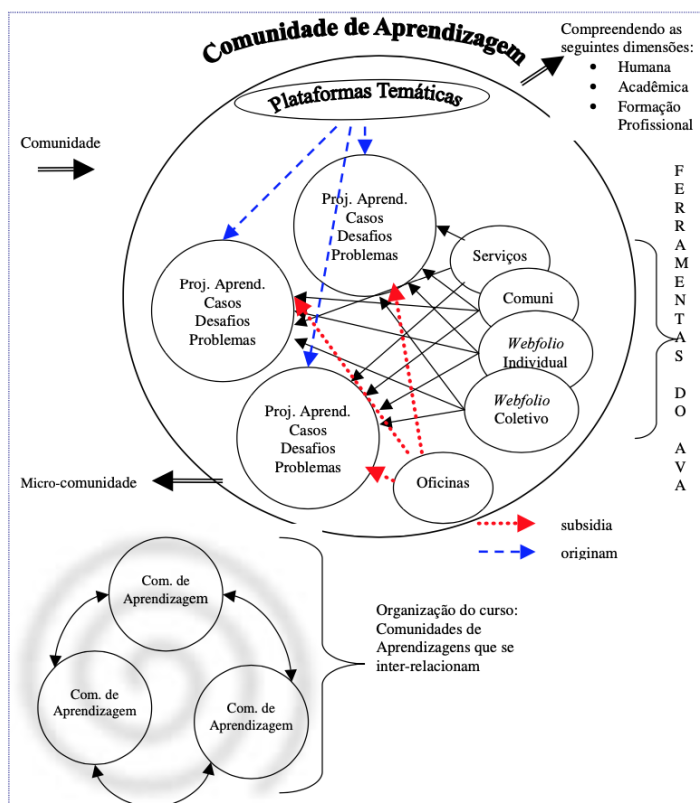 Comunidade de Aprendizagem
Compreendendo as
seguintes dimensões:
• Humana
• Acadêmica
• Formação
Profissional
Plataformas Temáticas
Comunidade
Proj. Aprend.
Casos
Desafios
Problemas
Proj. Aprend.
Casos
Desafios
Problemas
Proj. Aprend.
Casos
Desafios
Problemas
Serviços
Comuni
Webfolio
Individual
Webfolio
Coletivo
Oficinas
FERRAMENTAS DO AVA
Micro-comunidade
subsidia
originam
Com. de
Aprendizagem
Com. de
Aprendizagem
Com. de
Aprendizagem
Organização do curso:
Comunidades de
Aprendizagens que se
inter-relacionam